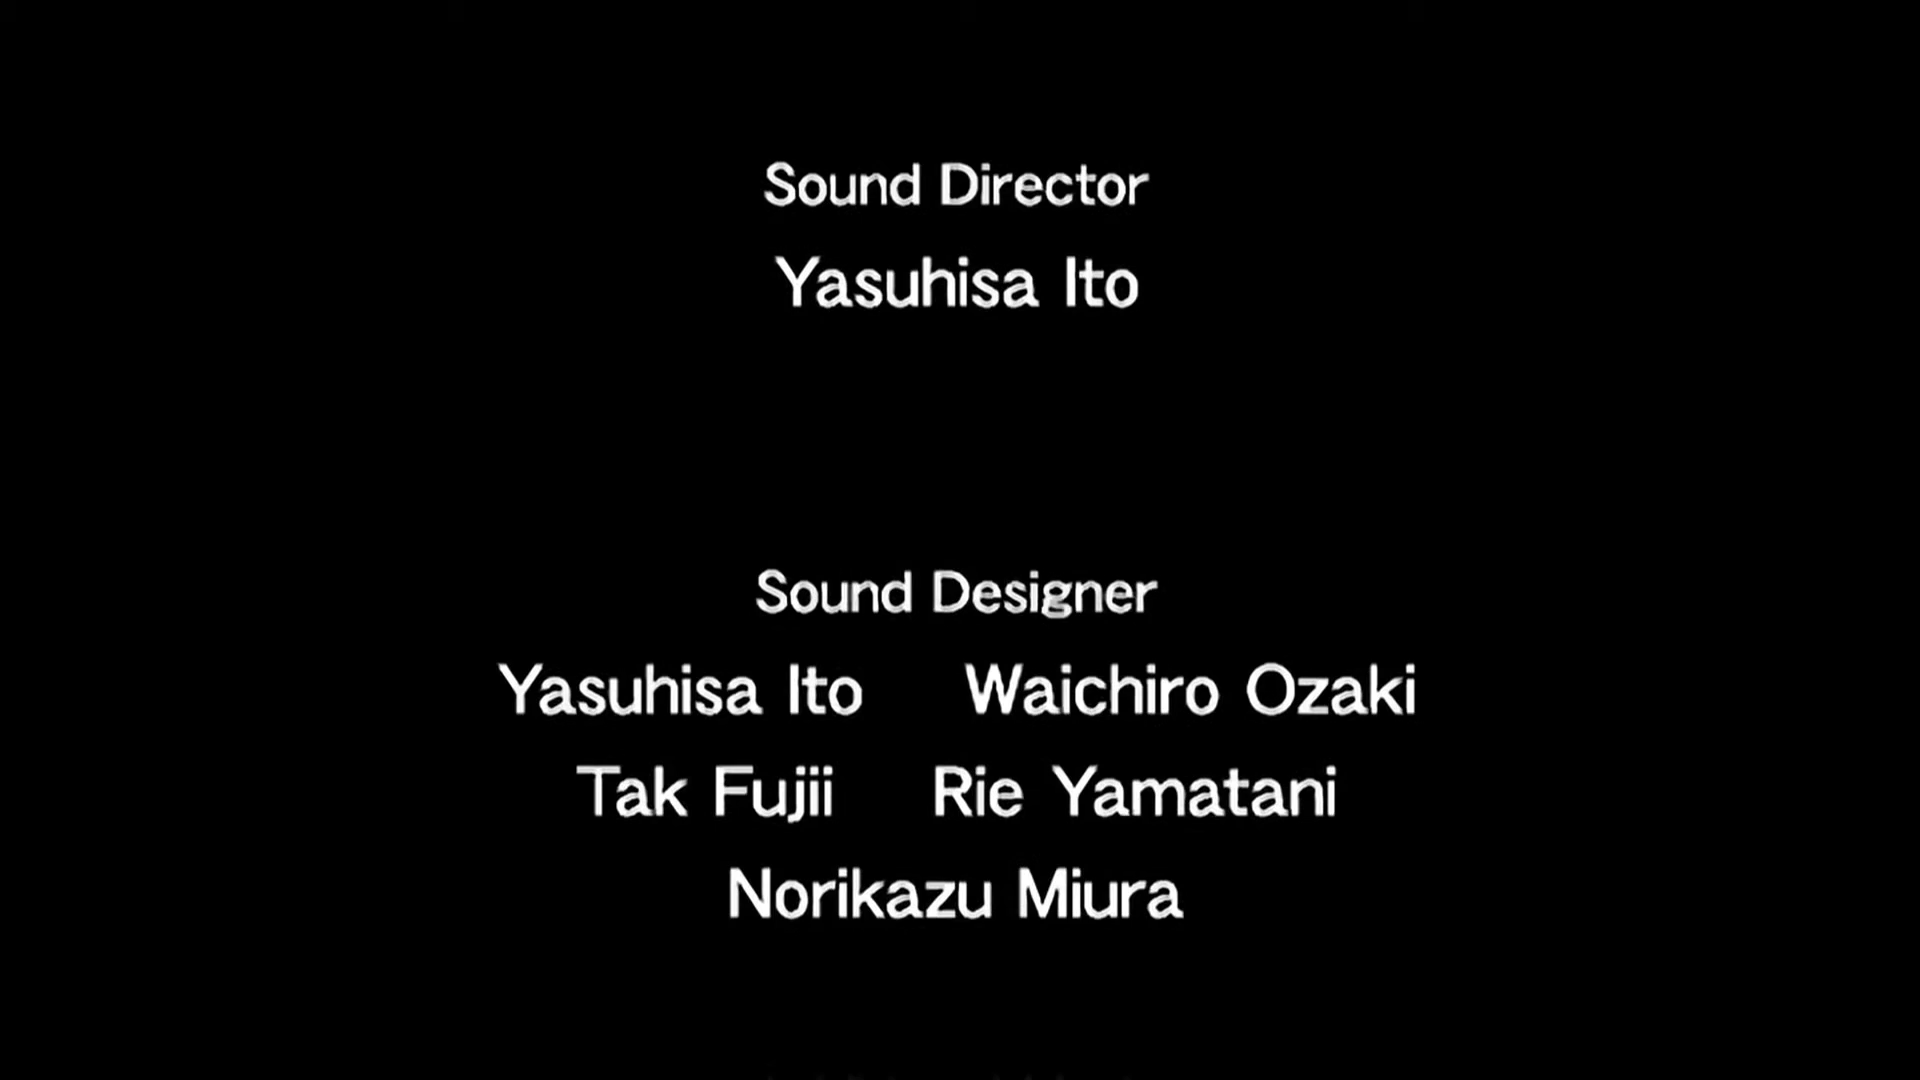 Sound Director
Yasuhisa Ito
Sound Designer
Yasuhisa Ito Waichiro Ozaki
Tak Fujii Rie Yamatani
Norikazu Miura